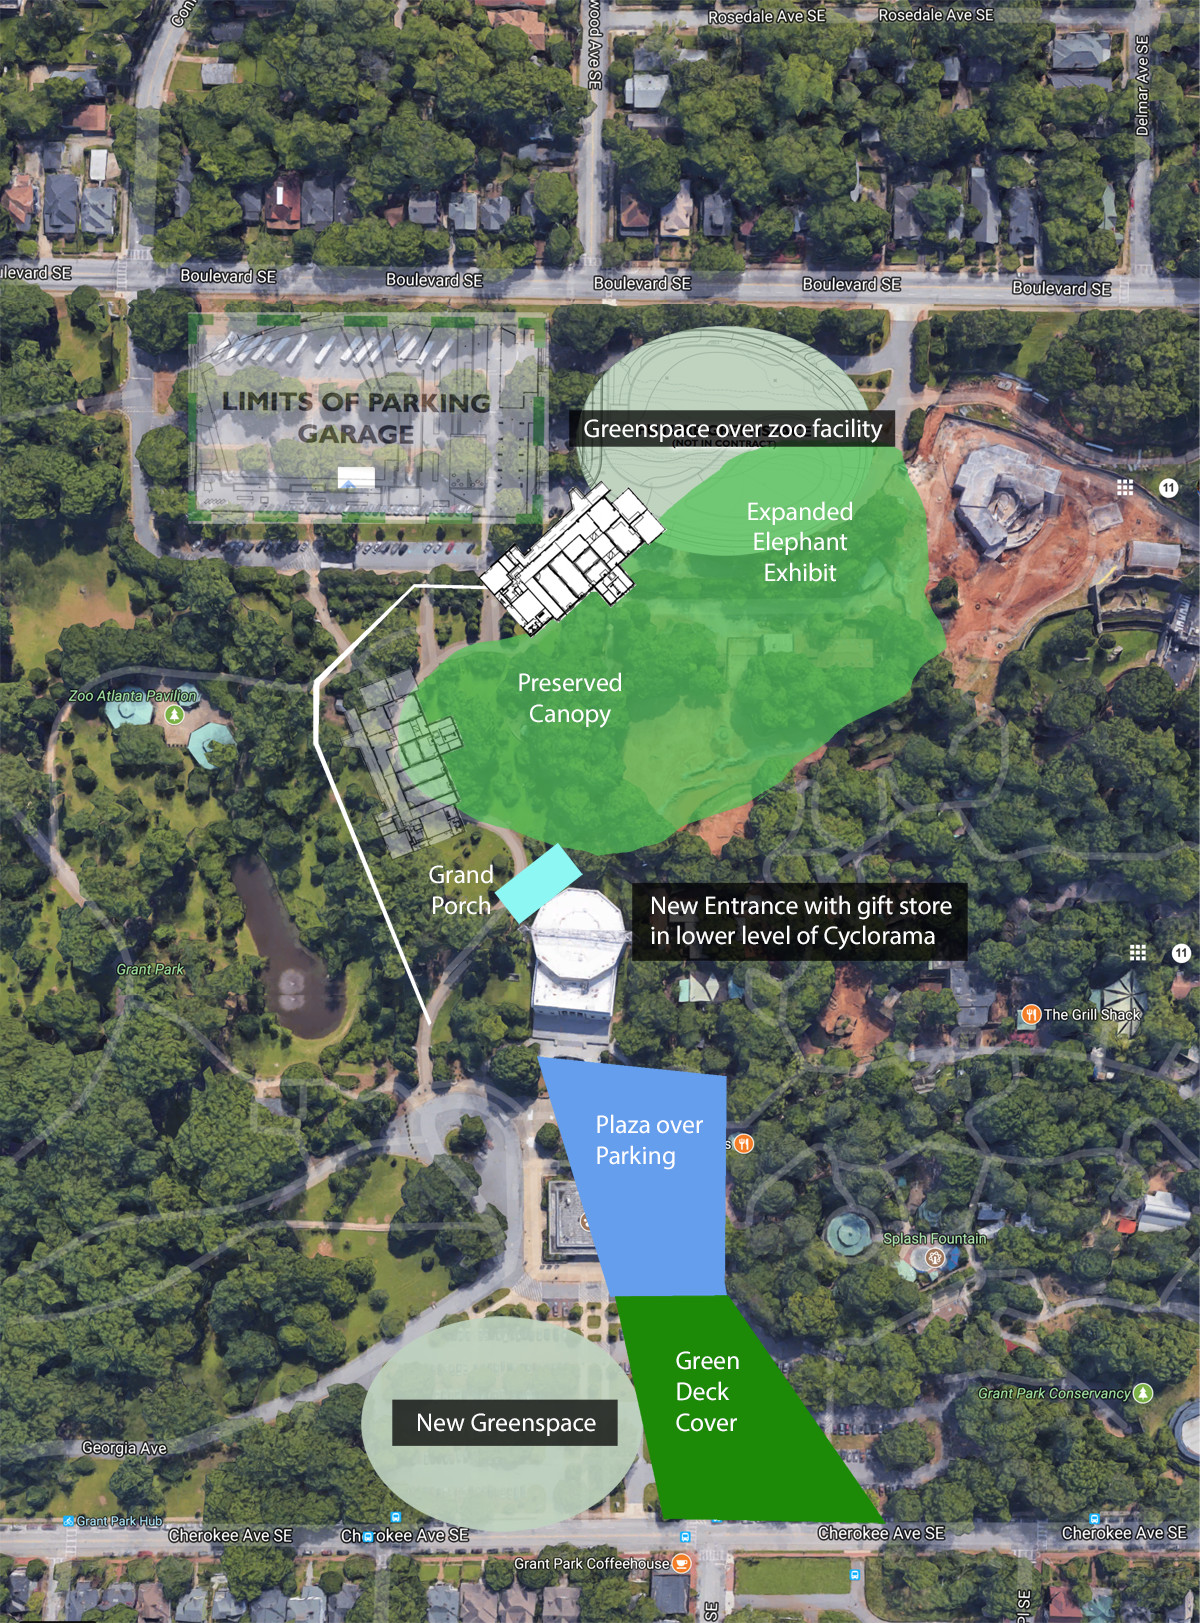 Rosedale Ave SE
Rosedale Ave SE
wood Ave SE
Delmar Ave SE
ulevard SE
Boulevard SE
Boulevard SE
Boulevard SE
Boulevard SE
Boulevard SE
LIMITS OF PARKING
GARAGE
Greenspace over zoo facility
(NOT IN CONTRACT)
11
Expanded
Elephant
Exhibit
Preserved
Canopy
Zoo Atlanta Pavilion
Grand
Porch
New Entrance with gift store
in lower level of Cyclorama
11
Grant Park
The Grill Shack
Plaza over
Parking
s
Splash Fountain
Green
Deck
Cover
Grant Park Conservancy
New Greenspace
Georgia Ave
Grant Park Hub
Cherokee Ave SE
Cherokee Ave SE
Cherokee Ave SE
Cherokee Ave SE
Grant Park Coffeehouse
SE
SE